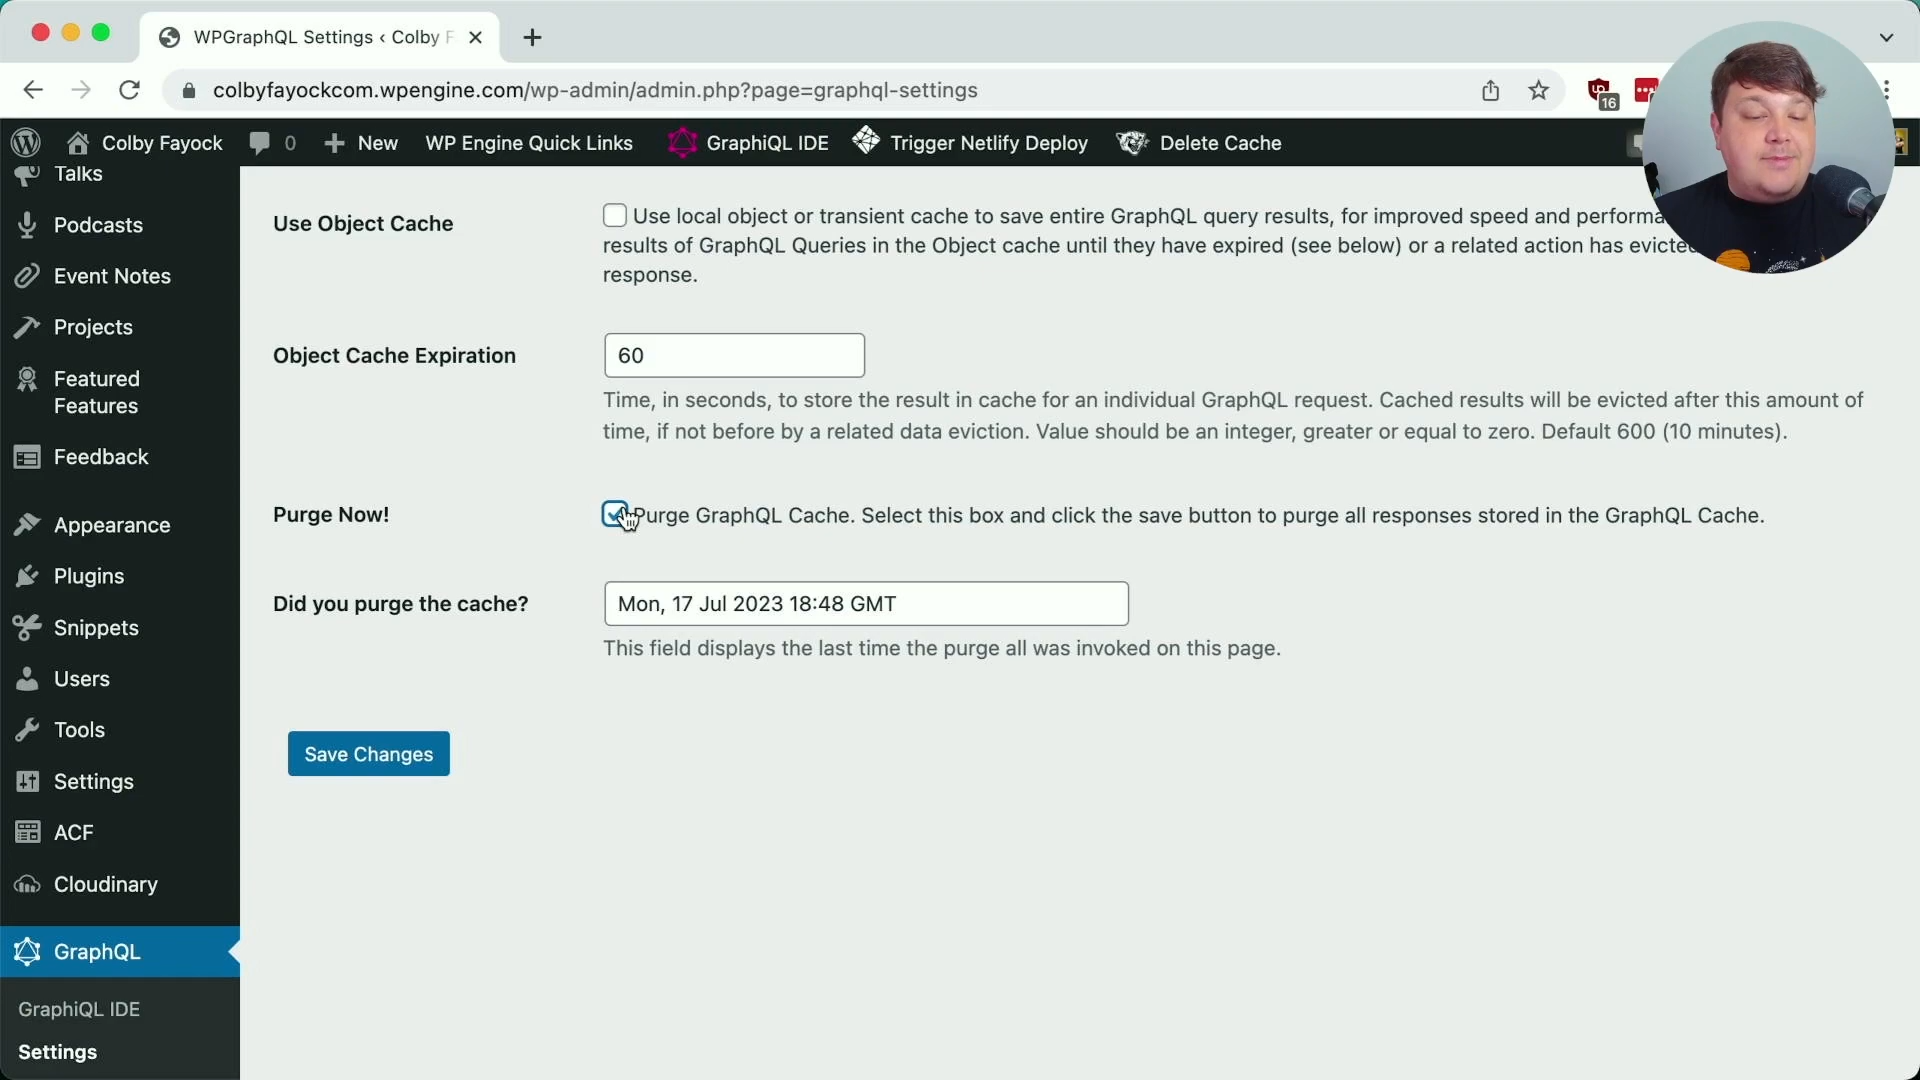 WPGraphQL Settings ‹ Colby F
colbyfayockcom.wpengine.com/wp-admin/admin.php?page=graphql-settings
16
Colby Fayock
0
New
WP Engine Quick Links
GraphiQL IDE
Trigger Netlify Deploy
Delete Cache
Talks
Podcasts
Event Notes
Projects
Featured
Features
Feedback
Appearance
Plugins
Snippets
Users
Tools
Settings
ACF
Cloudinary
GraphQL
GraphiQL IDE
Settings
Use Object Cache
Use local object or transient cache to save entire GraphQL query results, for improved speed and performa
results of GraphQL Queries in the Object cache until they have expired (see below) or a related action has evicted
response.
Object Cache Expiration
60
Time, in seconds, to store the result in cache for an individual GraphQL request. Cached results will be evicted after this amount of
time, if not before by a related data eviction. Value should be an integer, greater or equal to zero. Default 600 (10 minutes).
Purge Now!
Purge GraphQL Cache. Select this box and click the save button to purge all responses stored in the GraphQL Cache.
Did you purge the cache?
Mon, 17 Jul 2023 18:48 GMT
This field displays the last time the purge all was invoked on this page.
Save Changes